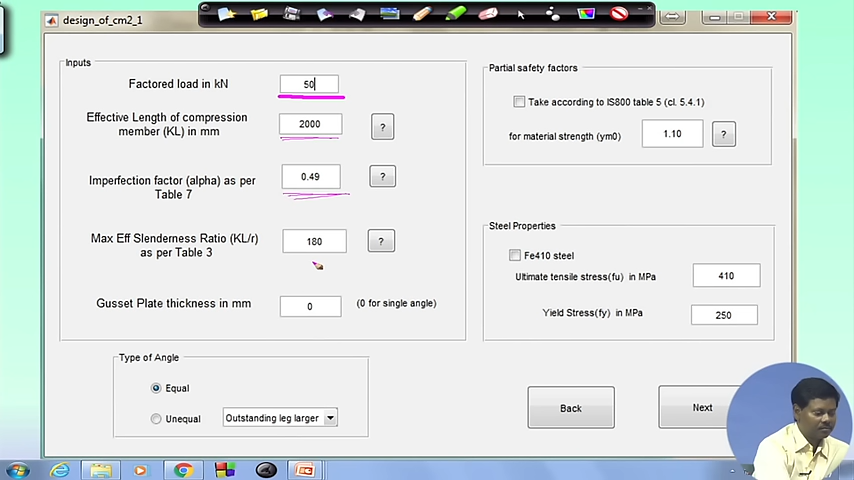 design_of_cm2_1
Inputs
Factored load in kN
50
Effective Length of compression
member (KL) in mm
2000
?
Imperfection factor (alpha) as per
Table 7
0.49
?
Max Eff Slenderness Ratio (KL/r)
as per Table 3
180
?
Gusset Plate thickness in mm
0
(0 for single angle)
Type of Angle
Equal
Unequal
Outstanding leg larger
Partial safety factors
Take according to IS800 table 5 (cl. 5.4.1)
for material strength (ym0)
1.10
?
Steel Properties
Fe410 steel
Ultimate tensile stress(fu) in MPa
410
Yield Stress(fy) in MPa
250
Back
Next